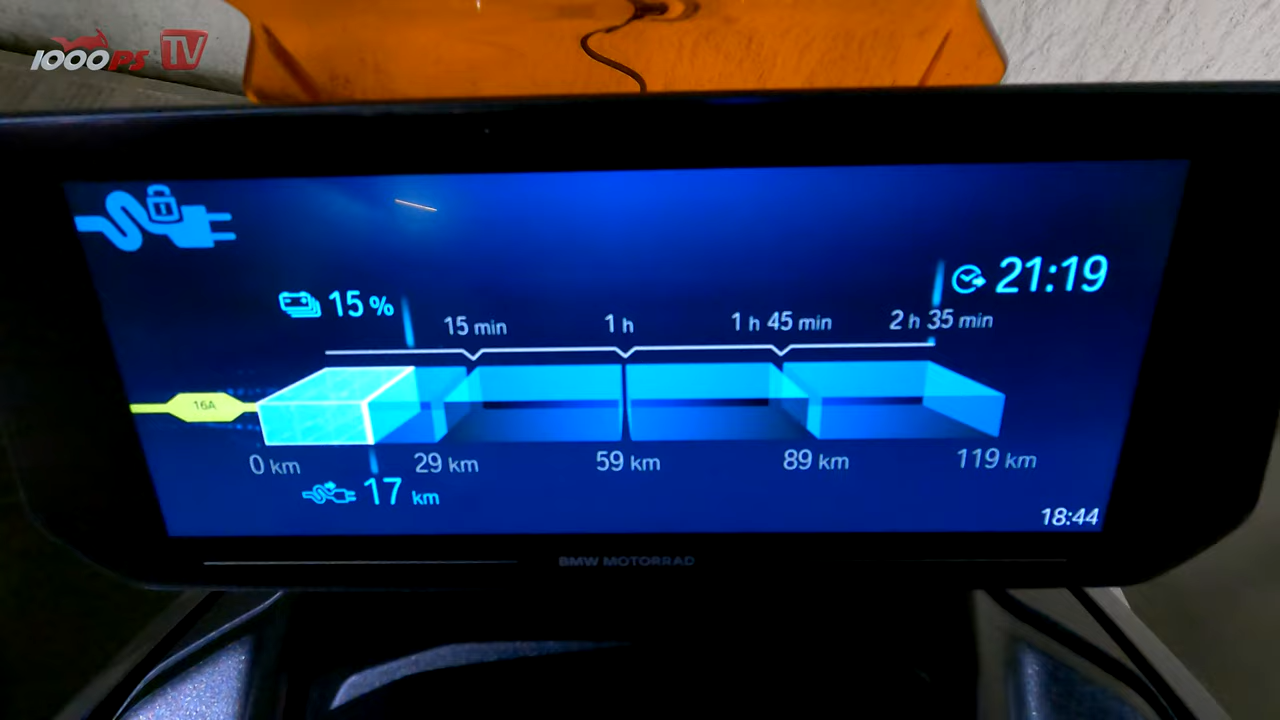 1000PS TV
21:19
15 %
15 min 1 h 1 h 45 min 2 h 35 min
16A
0 km 29 km 59 km 89 km 119 km
17 km
18:44
BMW MOTORRAD